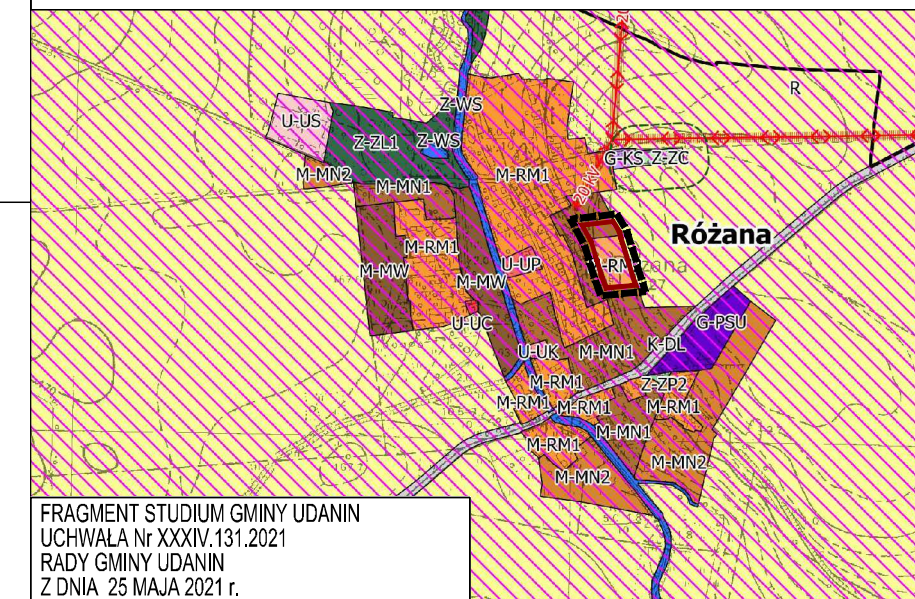 R
Z-WS
U-US
Z-ZL1
Z-WS
G-KS Z-ZC
M-MN2
M-RM1
M-MN1
20 kV
Różana
M-RM1
M-MW
U-UP
M-MW
U-UC
G-PSU
K-DL
U-UK
M-MN1
M-RM1
Z-ZP2
M-RM1
M-RM1
M-RM1
M-MN1
M-RM1
M-MN2
M-MN2
FRAGMENT STUDIUM GMINY UDANIN
UCHWAŁA Nr XXXIV.131.2021
RADY GMINY UDANIN
Z DNIA 25 MAJA 2021 r.